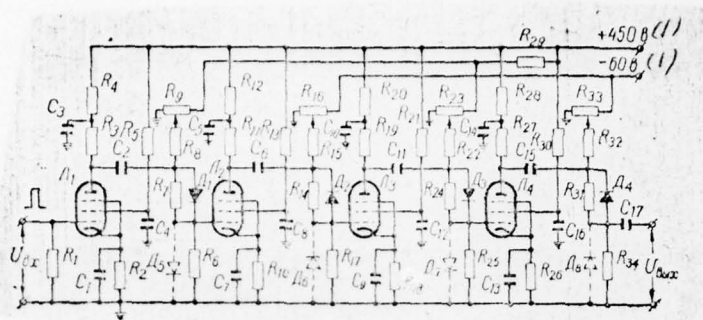 +450 В (1)
R29
-60 В (1)
R4 R9 R12 R16 R20 R23 R28 R33
C3 C5 C10 C14
R3 R5 R8 R11 R13 R15 R19 R21 R22 R27 R30 R32
C2 C6 C11 C15
Л1 R7 Д1 Л2 R14 Д2 Л3 R24 Д3 Л4 R31 Д4
C4 C8 C12 C16 C17
Uвх R1 C1 R2 Д5 R6 C7 R10 Д6 R17 C9 R18 Д7 R25 C13 R26 Д8 R34 Uвых